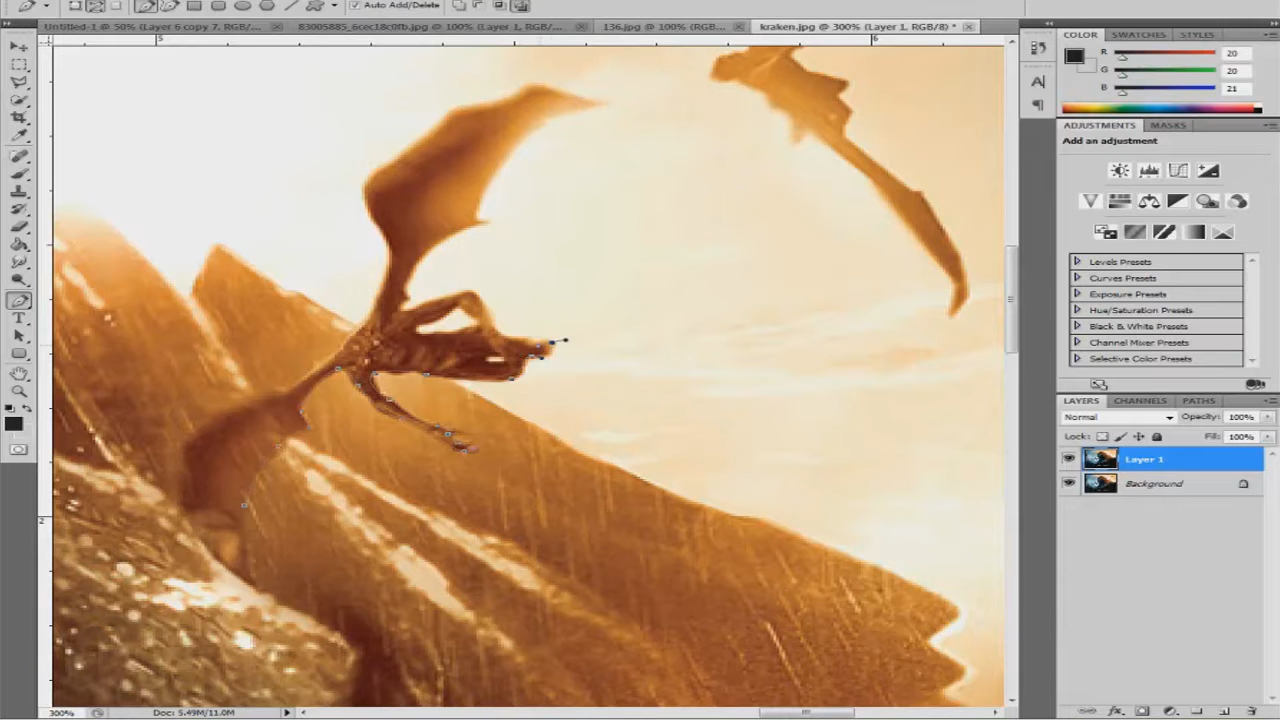 Auto Add/Delete
Untitled-1 @ 50% (Layer 6 copy 7, RGB/...
83005885_6cec18c0fb.jpg @ 100% (Layer 1, RGB/...
136.jpg @ 100% (RGB...
kraken.jpg @ 300% (Layer 1, RGB/8) *
5
6
2
COLOR SWATCHES STYLES
R 20
G 20
B 21
ADJUSTMENTS MASKS
Add an adjustment
Levels Presets
Curves Presets
Exposure Presets
Hue/Saturation Presets
Black & White Presets
Channel Mixer Presets
Selective Color Presets
LAYERS CHANNELS PATHS
Normal Opacity: 100%
Lock: Fill: 100%
Layer 1
Background
300% Doc: 5.49M/11.0M